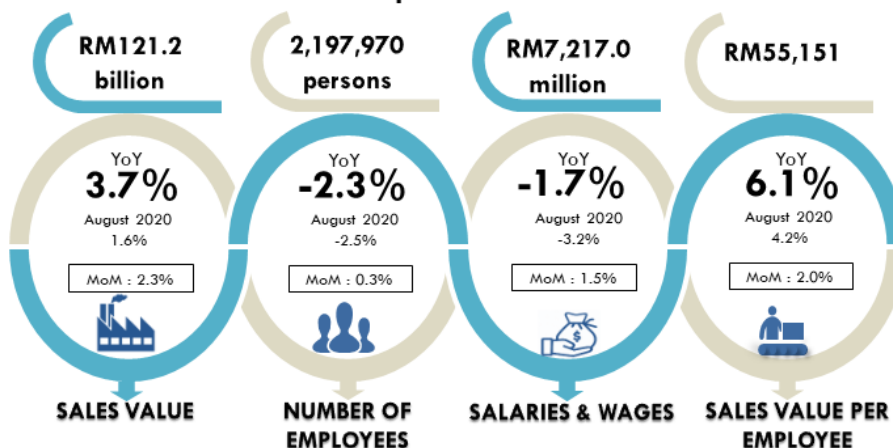 RM121.2
billion
2,197,970
persons
RM7,217.0
million
RM55,151
YoY
3.7%
August 2020
1.6%
MoM : 2.3%
YoY
-2.3%
August 2020
-2.5%
MoM : 0.3%
YoY
-1.7%
August 2020
-3.2%
MoM : 1.5%
YoY
6.1%
August 2020
4.2%
MoM : 2.0%
$
SALES VALUE
NUMBER OF
EMPLOYEES
SALARIES & WAGES
SALES VALUE PER
EMPLOYEE